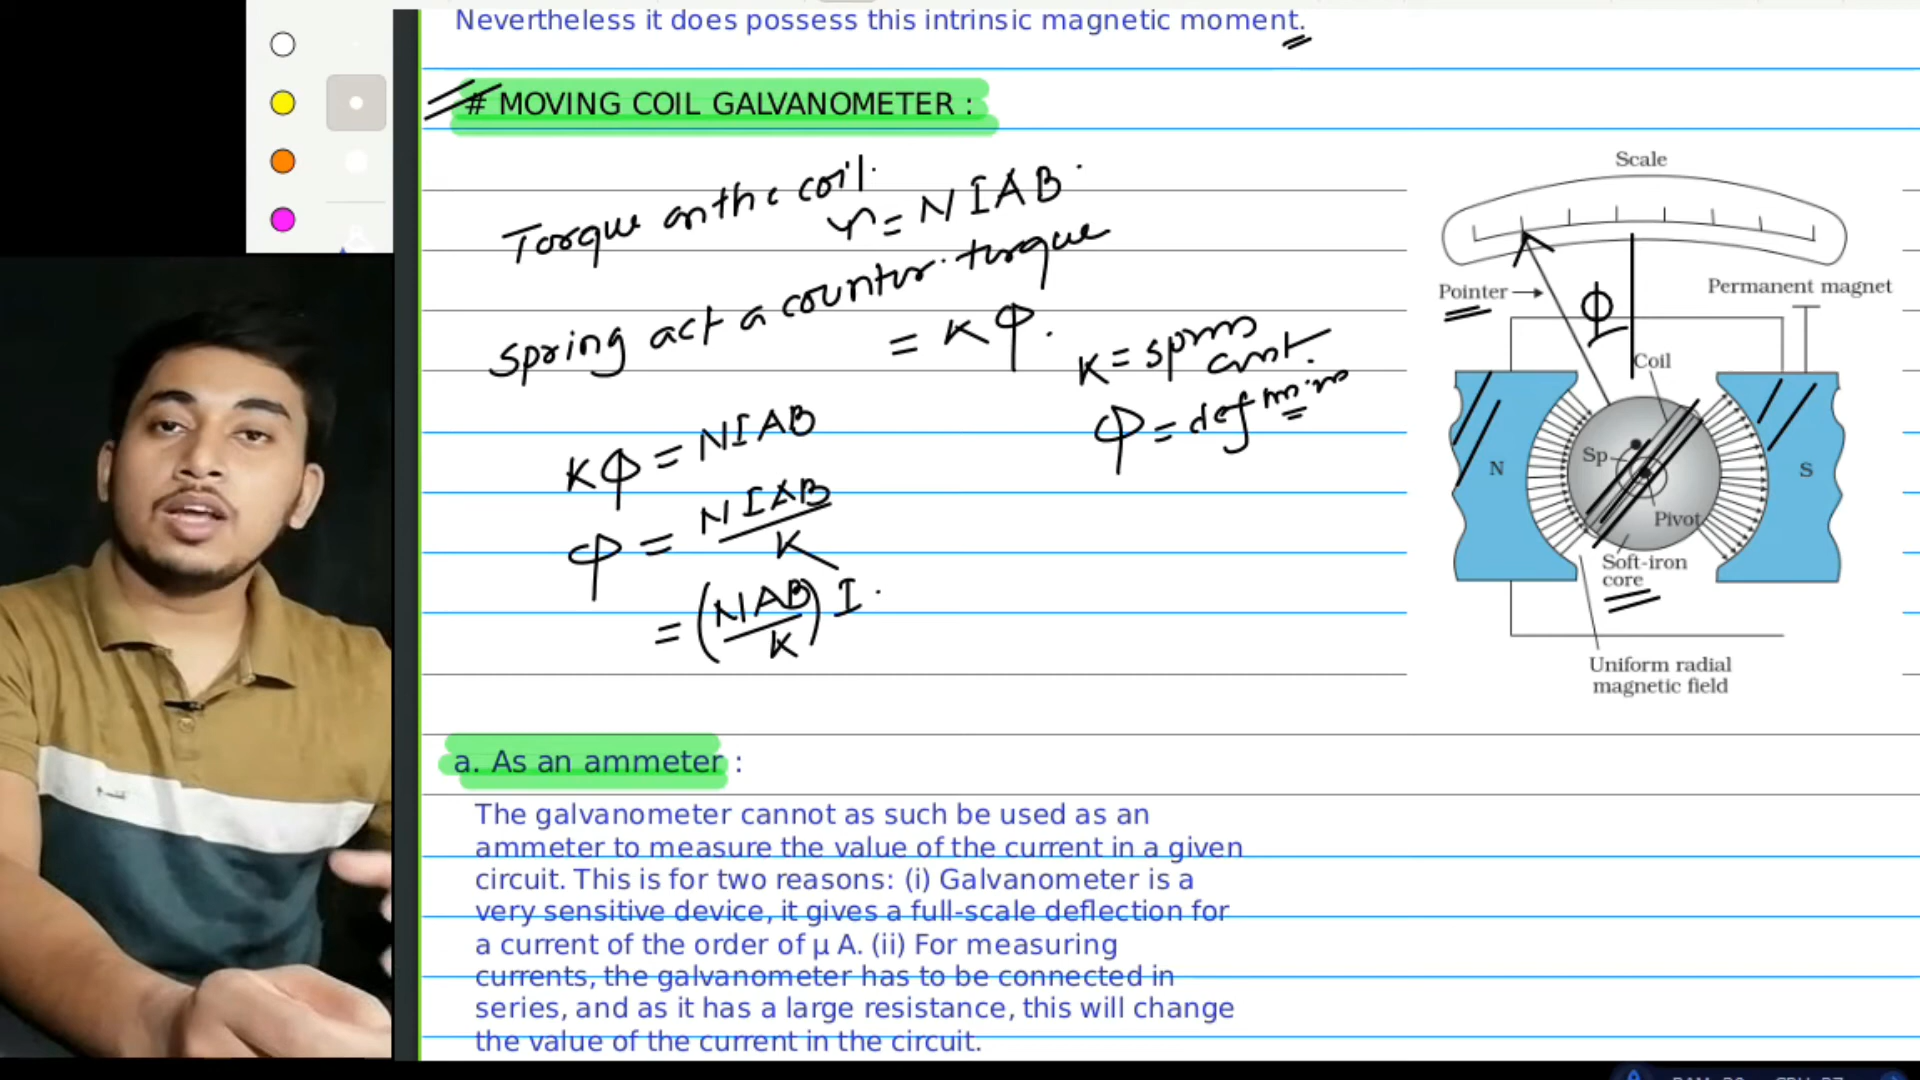 Nevertheless it does possess this intrinsic magnetic moment.
# MOVING COIL GALVANOMETER :
Torque on the coil.
τ = NIAB.
Spring act a counter torque
= Kφ.
K = spring
const.
φ = def
Kφ = NIAB
φ = NIAB
K
= (NAB/K) I.
Scale
Pointer →
Permanent magnet
φ
Coil
N
Sp
S
Pivot
Soft-iron
core
Uniform radial
magnetic field
a. As an ammeter :
The galvanometer cannot as such be used as an
ammeter to measure the value of the current in a given
circuit. This is for two reasons: (i) Galvanometer is a
very sensitive device, it gives a full-scale deflection for
a current of the order of μ A. (ii) For measuring
currents, the galvanometer has to be connected in
series, and as it has a large resistance, this will change
the value of the current in the circuit.